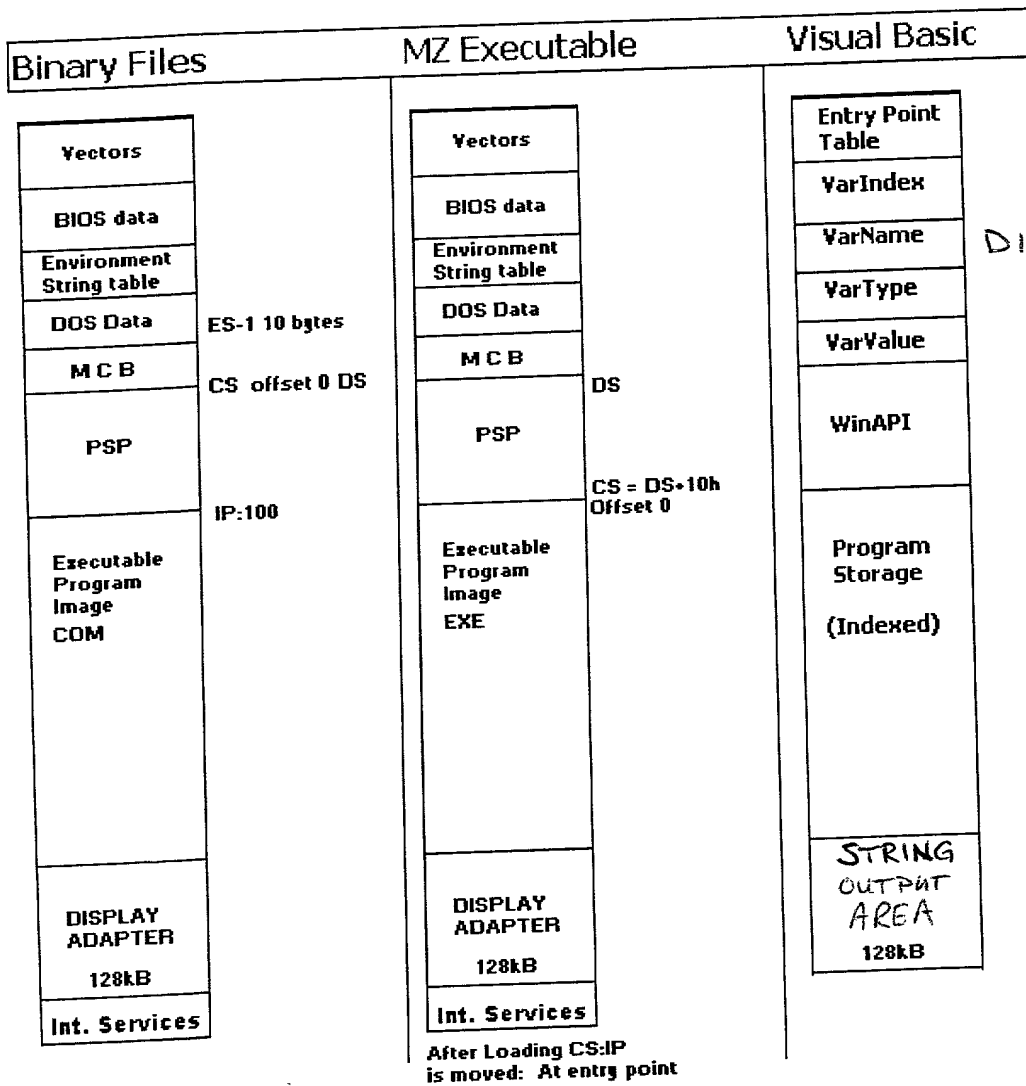 Binary Files
MZ Executable
Visual Basic
Vectors
BIOS data
Environment
String table
DOS Data
ES-1 10 bytes
M C B
CS offset 0 DS
PSP
IP:100
Executable
Program
Image
COM
DISPLAY
ADAPTER
128kB
Int. Services
Vectors
BIOS data
Environment
String table
DOS Data
M C B
DS
PSP
CS = DS+10h
Offset 0
Executable
Program
Image
EXE
DISPLAY
ADAPTER
128kB
Int. Services
After Loading CS:IP
is moved: At entry point
Entry Point
Table
VarIndex
VarName
VarType
VarValue
WinAPI
Program
Storage
(Indexed)
STRING
OUTPUT
AREA
128kB